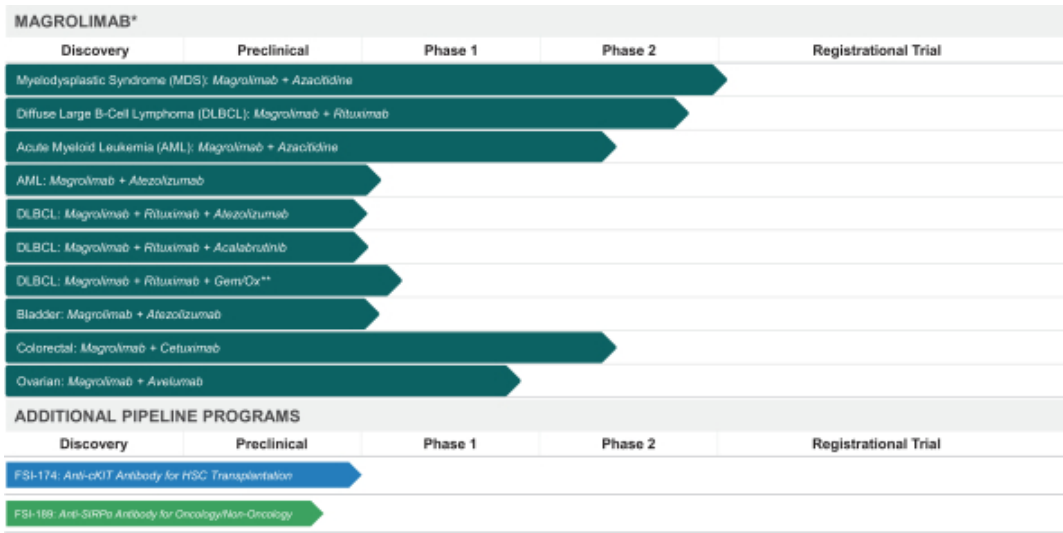 MAGROLIMAB*
Discovery Preclinical Phase 1 Phase 2 Registrational Trial
Myelodysplastic Syndrome (MDS): Magrolimab + Azacitidine
Diffuse Large B-Cell Lymphoma (DLBCL): Magrolimab + Rituximab
Acute Myeloid Leukemia (AML): Magrolimab + Azacitidine
AML: Magrolimab + Atezolizumab
DLBCL: Magrolimab + Rituximab + Atezolizumab
DLBCL: Magrolimab + Rituximab + Acalabrutinib
DLBCL: Magrolimab + Rituximab + Gem/Ox**
Bladder: Magrolimab + Atezolizumab
Colorectal: Magrolimab + Cetuximab
Ovarian: Magrolimab + Avelumab
ADDITIONAL PIPELINE PROGRAMS
Discovery Preclinical Phase 1 Phase 2 Registrational Trial
FSI-174: Anti-cKIT Antibody for HSC Transplantation
FSI-189: Anti-SIRPα Antibody for Oncology/Non-Oncology